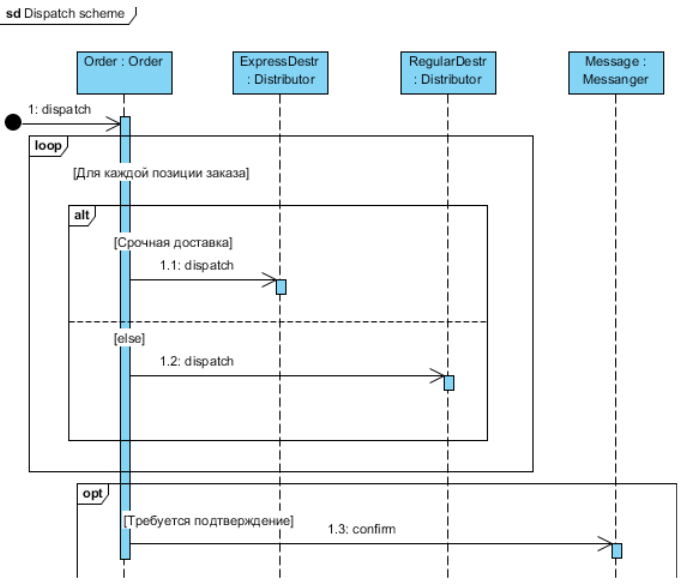 sd Dispatch scheme
Order : Order
ExpressDestr
: Distributor
RegularDestr
: Distributor
Message :
Messanger
1: dispatch
loop
[Для каждой позиции заказа]
alt
[Срочная доставка]
1.1: dispatch
[else]
1.2: dispatch
opt
[Требуется подтверждение]
1.3: confirm